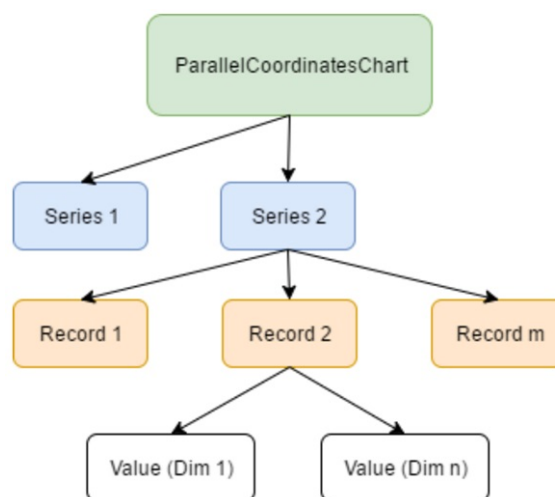 ParallelCoordinatesChart
Series 1
Series 2
Record 1
Record 2
Record m
Value (Dim 1)
Value (Dim n)